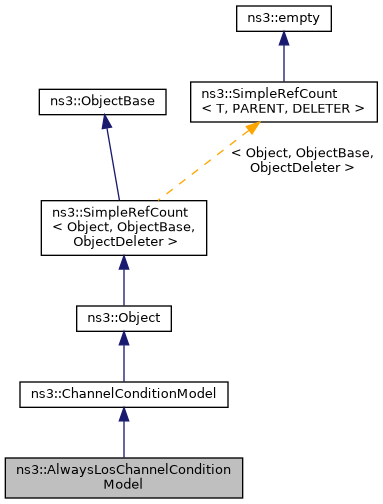 ns3::empty
ns3::SimpleRefCount
< T, PARENT, DELETER >
ns3::ObjectBase
< Object, ObjectBase,
ObjectDeleter >
ns3::SimpleRefCount
< Object, ObjectBase,
ObjectDeleter >
ns3::Object
ns3::ChannelConditionModel
ns3::AlwaysLosChannelCondition
Model